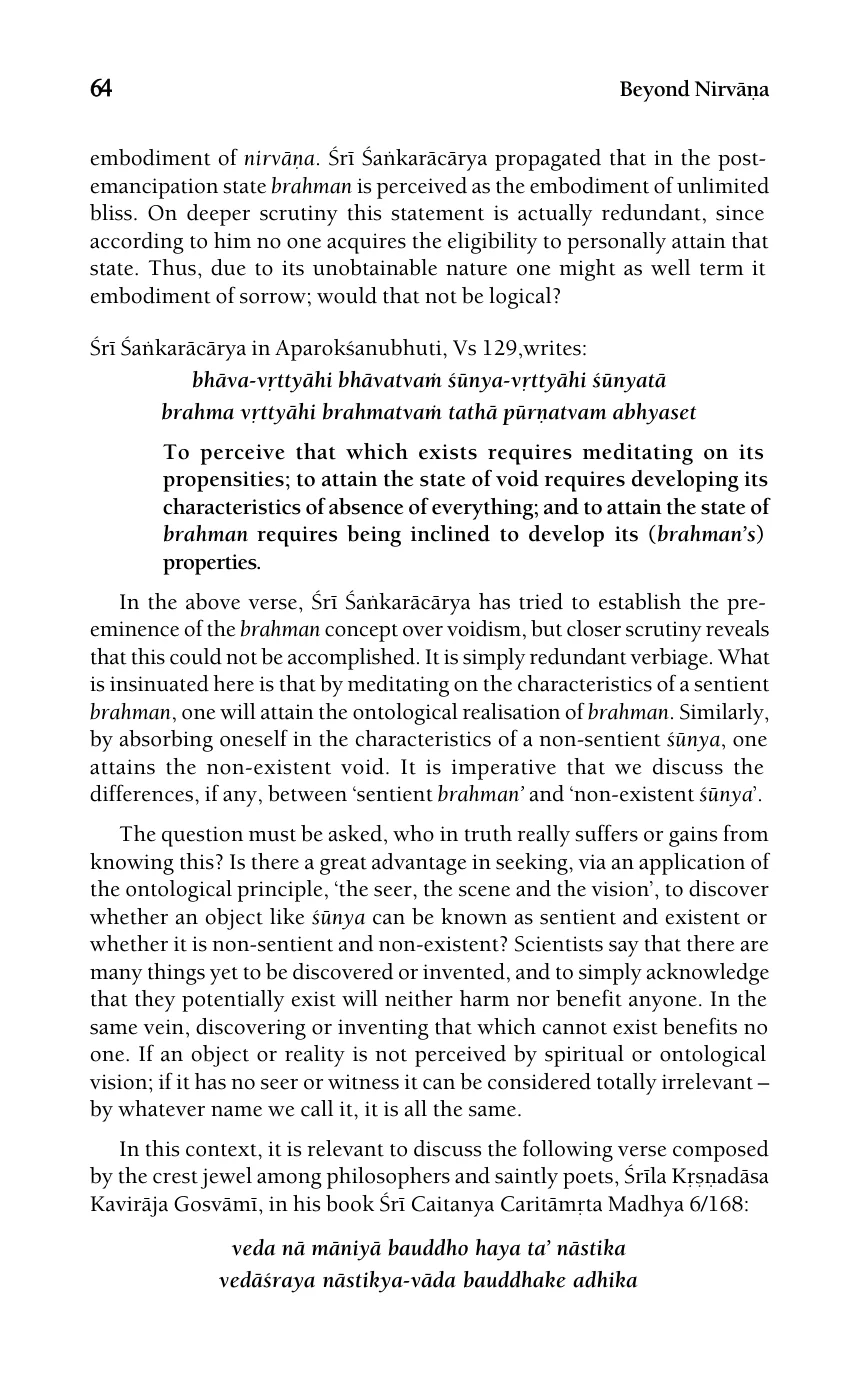 64 Beyond Nirvāṇa
embodiment of nirvāṇa. Śrī Śaṅkarācārya propagated that in the post-
emancipation state brahman is perceived as the embodiment of unlimited
bliss. On deeper scrutiny this statement is actually redundant, since
according to him no one acquires the eligibility to personally attain that
state. Thus, due to its unobtainable nature one might as well term it
embodiment of sorrow; would that not be logical?
Śrī Śaṅkarācārya in Aparokśanubhuti, Vs 129,writes:
bhāva-vṛttyāhi bhāvatvaṁ śūnya-vṛttyāhi śūnyatā
brahma vṛttyāhi brahmatvaṁ tathā pūrṇatvam abhyaset
To perceive that which exists requires meditating on its
propensities; to attain the state of void requires developing its
characteristics of absence of everything; and to attain the state of
brahman requires being inclined to develop its (brahman’s)
properties.
In the above verse, Śrī Śaṅkarācārya has tried to establish the pre-
eminence of the brahman concept over voidism, but closer scrutiny reveals
that this could not be accomplished. It is simply redundant verbiage. What
is insinuated here is that by meditating on the characteristics of a sentient
brahman, one will attain the ontological realisation of brahman. Similarly,
by absorbing oneself in the characteristics of a non-sentient śūnya, one
attains the non-existent void. It is imperative that we discuss the
differences, if any, between ‘sentient brahman’ and ‘non-existent śūnya’.
The question must be asked, who in truth really suffers or gains from
knowing this? Is there a great advantage in seeking, via an application of
the ontological principle, ‘the seer, the scene and the vision’, to discover
whether an object like śūnya can be known as sentient and existent or
whether it is non-sentient and non-existent? Scientists say that there are
many things yet to be discovered or invented, and to simply acknowledge
that they potentially exist will neither harm nor benefit anyone. In the
same vein, discovering or inventing that which cannot exist benefits no
one. If an object or reality is not perceived by spiritual or ontological
vision; if it has no seer or witness it can be considered totally irrelevant –
by whatever name we call it, it is all the same.
In this context, it is relevant to discuss the following verse composed
by the crest jewel among philosophers and saintly poets, Śrīla Kṛṣṇadāsa
Kavirāja Gosvāmī, in his book Śrī Caitanya Caritāmṛta Madhya 6/168:
veda nā māniyā bauddho haya ta’ nāstika
vedāśraya nāstikya-vāda bauddhake adhika